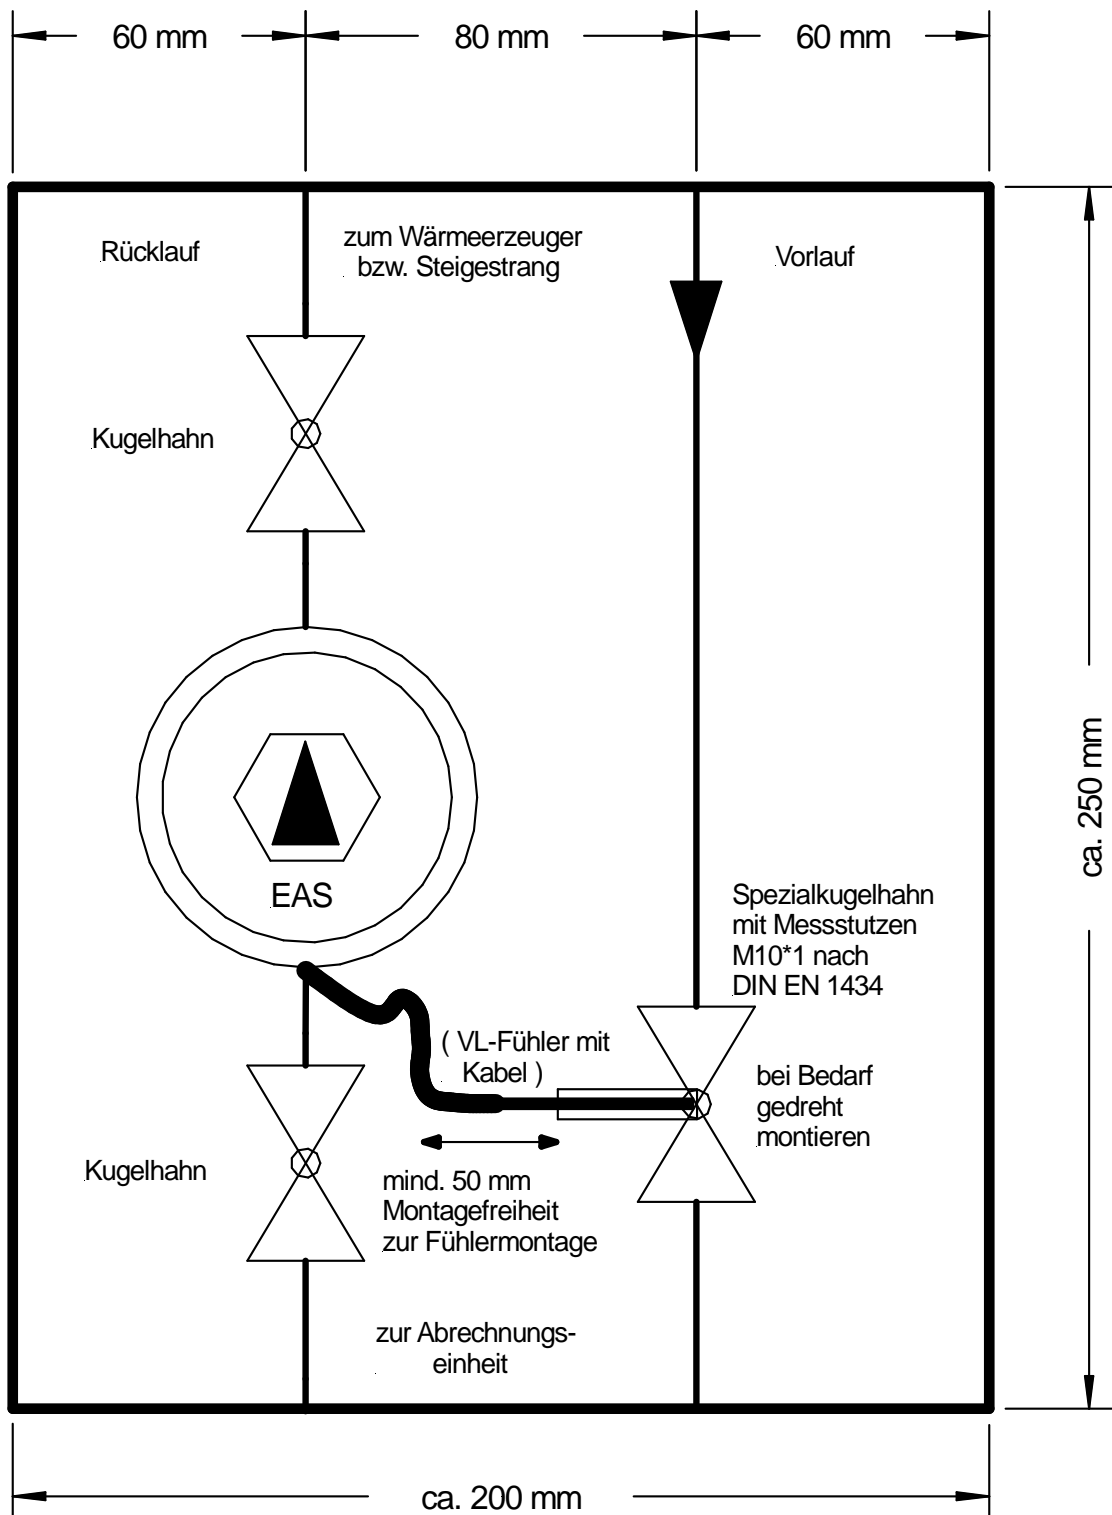 60 mm
80 mm
60 mm
Rücklauf
zum Wärmeerzeuger
bzw. Steigestrang
Vorlauf
Kugelhahn
ca. 250 mm
EAS
Spezialkugelhahn
mit Messstutzen
M10*1 nach
DIN EN 1434
( VL-Fühler mit
Kabel )
bei Bedarf
gedreht
montieren
Kugelhahn
mind. 50 mm
Montagefreiheit
zur Fühlermontage
zur Abrechnungs-
einheit
ca. 200 mm